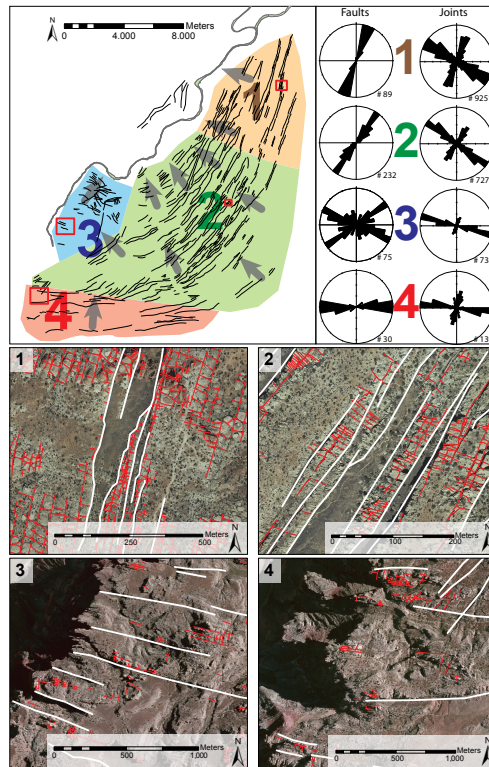 N
Meters
0 4.000 8.000
1
2
3
4
Faults Joints
1
# 89 # 925
2
# 232 # 727
3
# 75 # 73
4
# 30 # 13
1
N
Meters
0 250 500
2
N
Meters
0 100 200
3
N
Meters
0 500 1,000
4
N
Meters
0 500 1,000